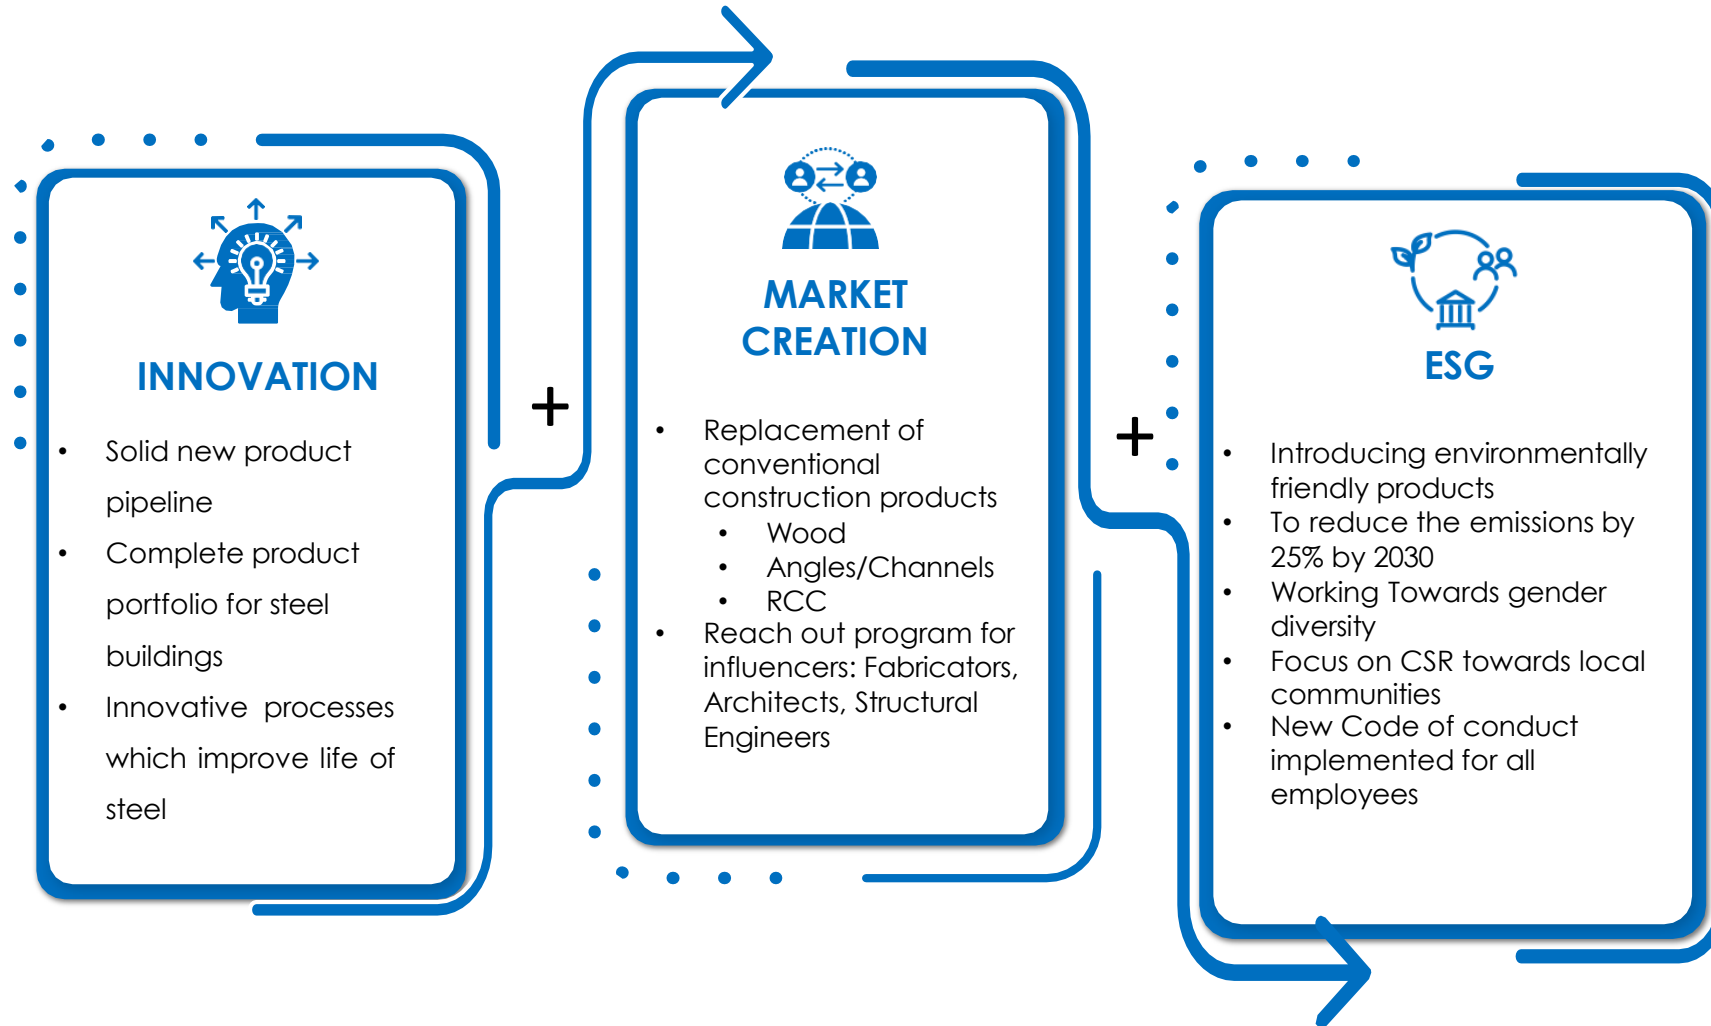 INNOVATION
• Solid new product
pipeline
• Complete product
portfolio for steel
buildings
• Innovative processes
which improve life of
steel
+
MARKET
CREATION
• Replacement of
conventional
construction products
• Wood
• Angles/Channels
• RCC
• Reach out program for
influencers: Fabricators,
Architects, Structural
Engineers
+
ESG
• Introducing environmentally
friendly products
• To reduce the emissions by
25% by 2030
• Working Towards gender
diversity
• Focus on CSR towards local
communities
• New Code of conduct
implemented for all
employees